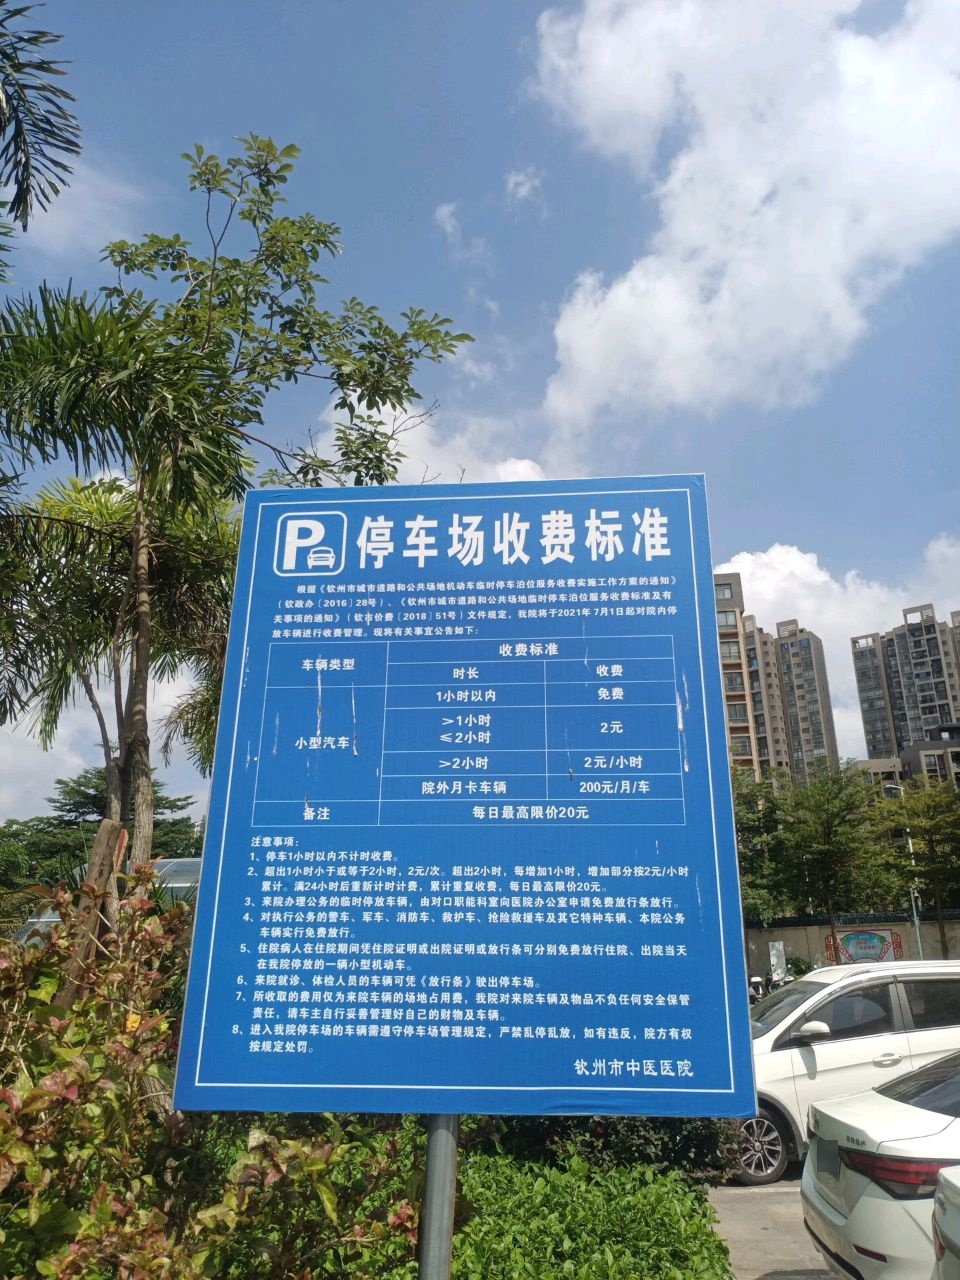 P 停车场收费标准
根据《钦州市城市道路和公共场地机动车临时停车泊位服务收费实施工作方案的通知》
（钦政办〔2016〕28号）、《钦州市城市道路和公共场地临时停车泊位服务收费标准及有
关事项的通知》（钦市价费〔2018〕51号）文件规定，我院将于2021年7月1日起对院内停
放车辆进行收费管理。现将有关事宜公告如下：
车辆类型 收费标准
时长 收费
小型汽车 1小时以内 免费
>1小时
≤2小时 2元
>2小时 2元/小时
院外月卡车辆 200元/月/车
备注 每日最高限价20元
注意事项：
1、停车1小时以内不计时收费。
2、超出1小时小于或等于2小时，2元/次。超出2小时，每增加1小时，增加部分按2元/小时
累计。满24小时后重新计时计费，累计重复收费，每日最高限价20元。
3、来院办理公务的临时停放车辆，由对口职能科室向医院办公室申请免费放行条放行。
4、对执行公务的警车、军车、消防车、救护车、抢险救援车及其它特种车辆、本院公务
车辆实行免费放行。
5、住院病人在住院期间凭住院证明或出院证明或放行条可分别免费放行住院、出院当天
在我院停放的一辆小型机动车。
6、来院就诊、体检人员的车辆可凭《放行条》驶出停车场。
7、所收取的费用仅为来院车辆的场地占用费，我院对来院车辆及物品不负任何安全保管
责任，请车主自行妥善管理好自己的财物及车辆。
8、进入我院停车场的车辆需遵守停车场管理规定，严禁乱停乱放，如有违反，院方有权
按规定处罚。
钦州市中医医院